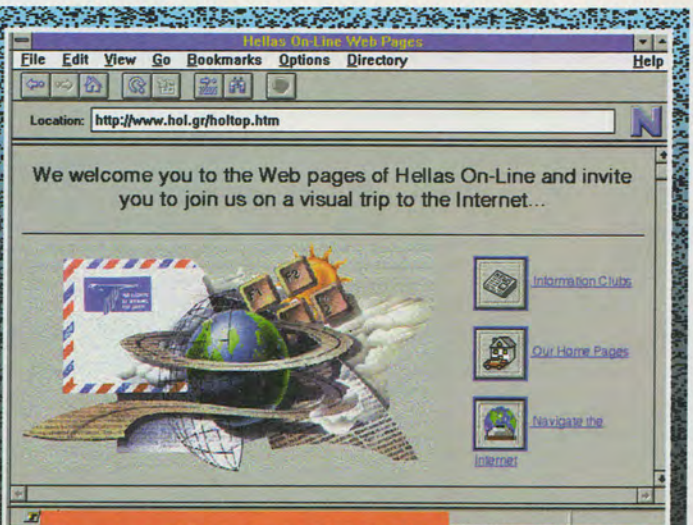 Hellas On-Line Web Pages
File Edit View Go Bookmarks Options Directory Help
Location: http://www.hol.gr/holtop.htm
N
We welcome you to the Web pages of Hellas On-Line and invite
you to join us on a visual trip to the Internet...
Information Clubs
Our Home Pages
Navigate the
Internet